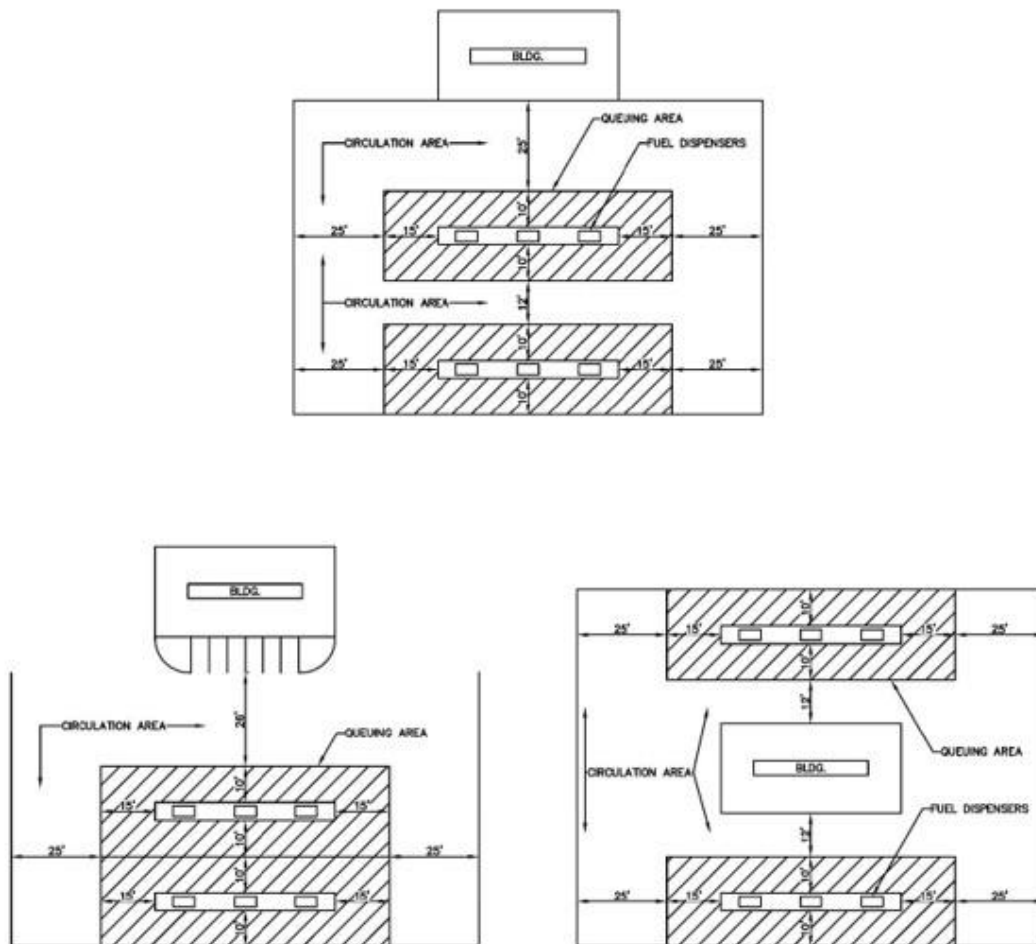 BLDG.
QUEUING AREA
CIRCULATION AREA
FUEL DISPENSERS
25'
10'
25' 15' 15' 25'
10'
CIRCULATION AREA
12'
10'
25' 15' 15' 25'
10'
BLDG.
26'
CIRCULATION AREA
QUEUING AREA
10'
15' 15'
10'
25' 25'
10'
15' 15'
10'
10'
25' 15' 15' 25'
10'
12'
QUEUING AREA
BLDG.
CIRCULATION AREA
FUEL DISPENSERS
12'
10'
25' 15' 15' 25'
10'